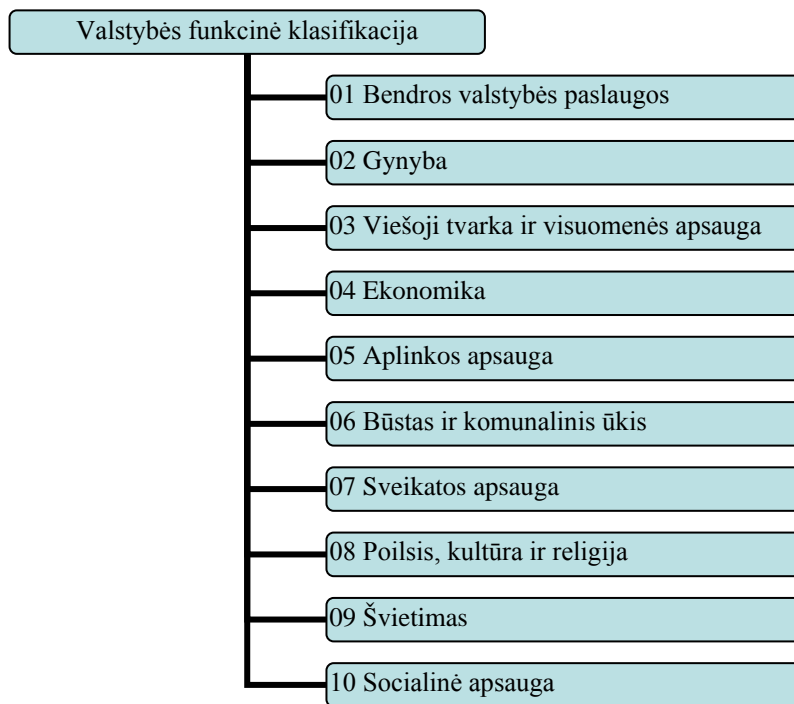 Valstybės funkcinė klasifikacija
01 Bendros valstybės paslaugos
02 Gynyba
03 Viešoji tvarka ir visuomenės apsauga
04 Ekonomika
05 Aplinkos apsauga
06 Būstas ir komunalinis ūkis
07 Sveikatos apsauga
08 Poilsis, kultūra ir religija
09 Švietimas
10 Socialinė apsauga